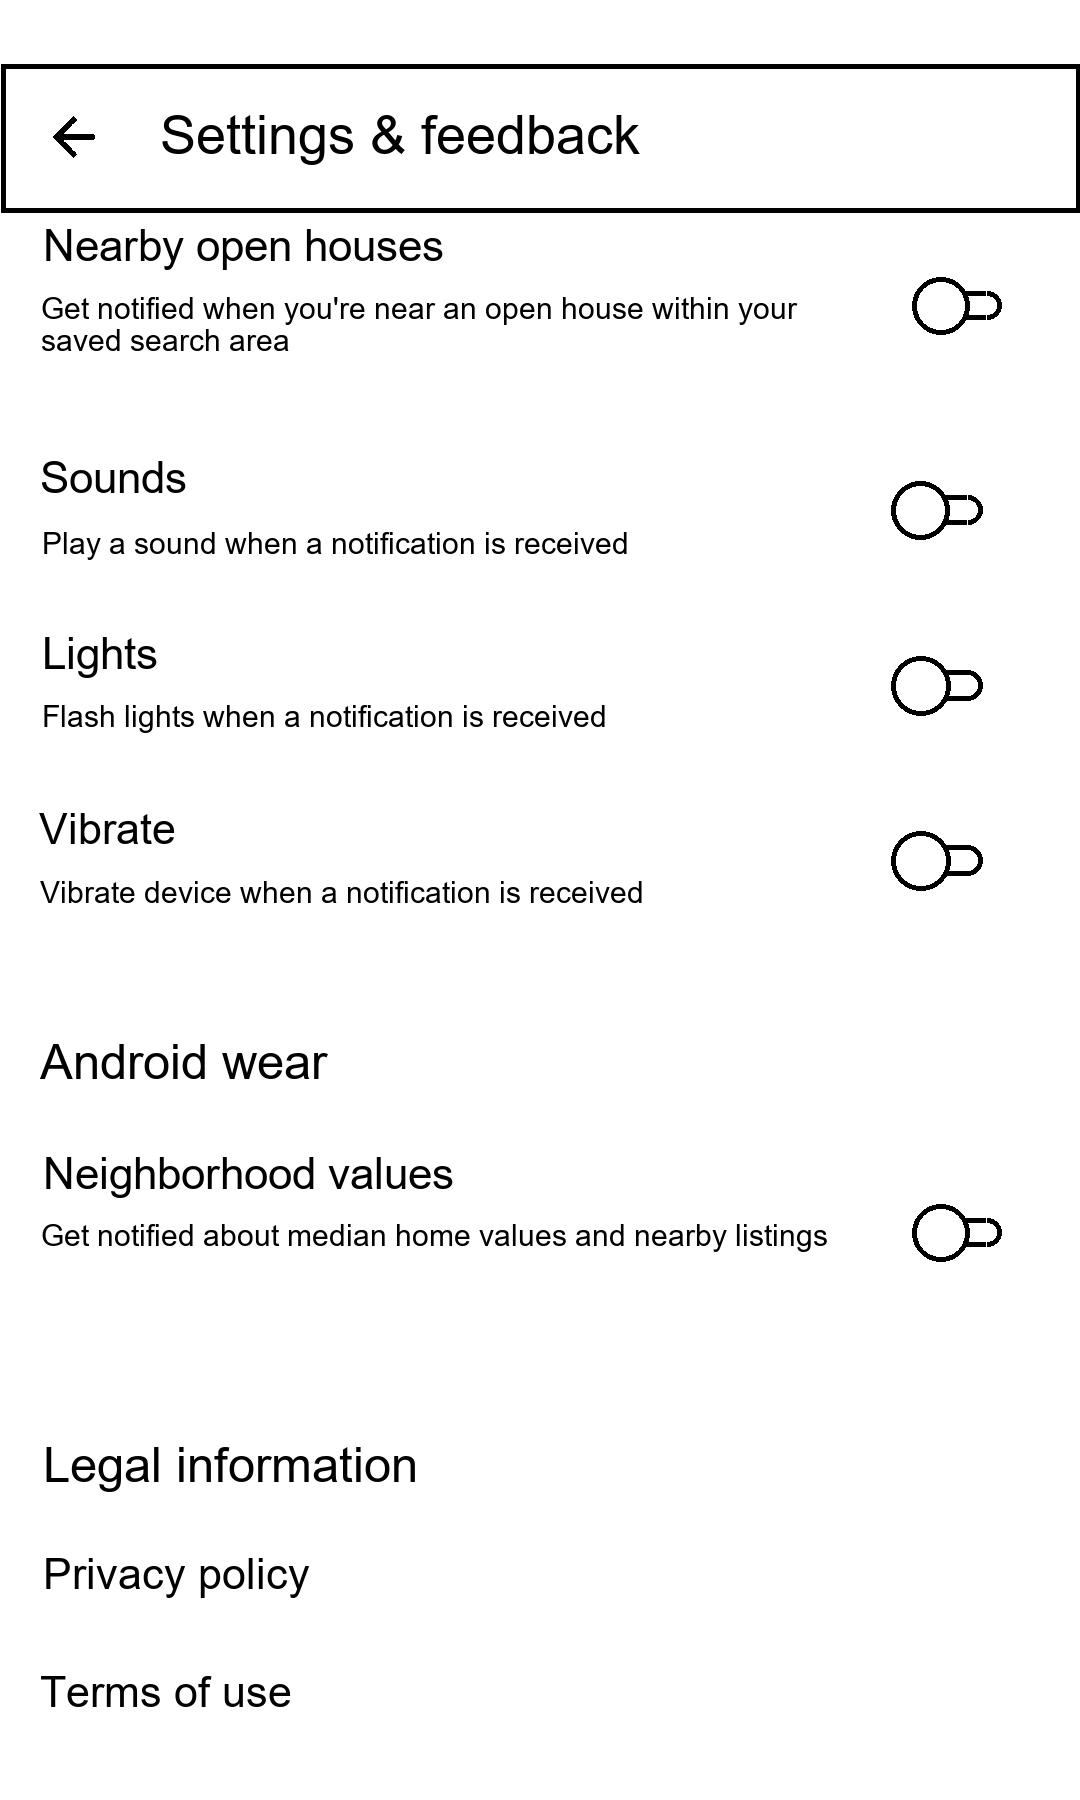 Settings & feedback
Nearby open houses
Get notified when you're near an open house within your
saved search area
Sounds
Play a sound when a notification is received
Lights
Flash lights when a notification is received
Vibrate
Vibrate device when a notification is received
Android wear
Neighborhood values
Get notified about median home values and nearby listings
Legal information
Privacy policy
Terms of use